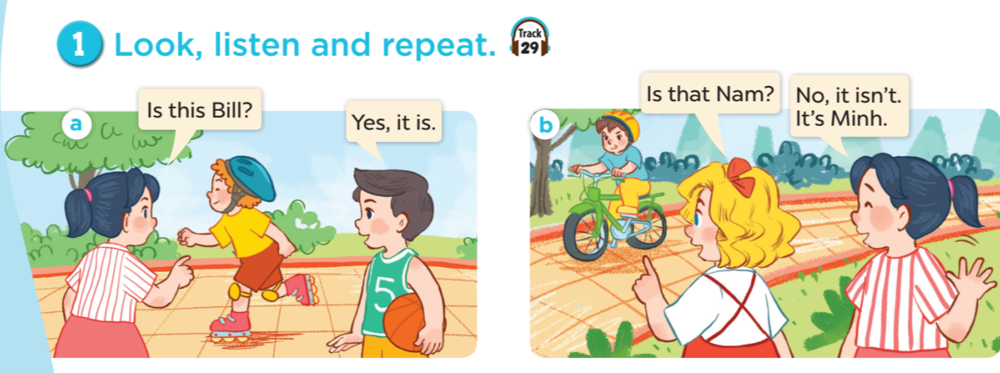 1 Look, listen and repeat. Track
29
a
Is this Bill?
Yes, it is.
5
b
Is that Nam?
No, it isn't.
It's Minh.